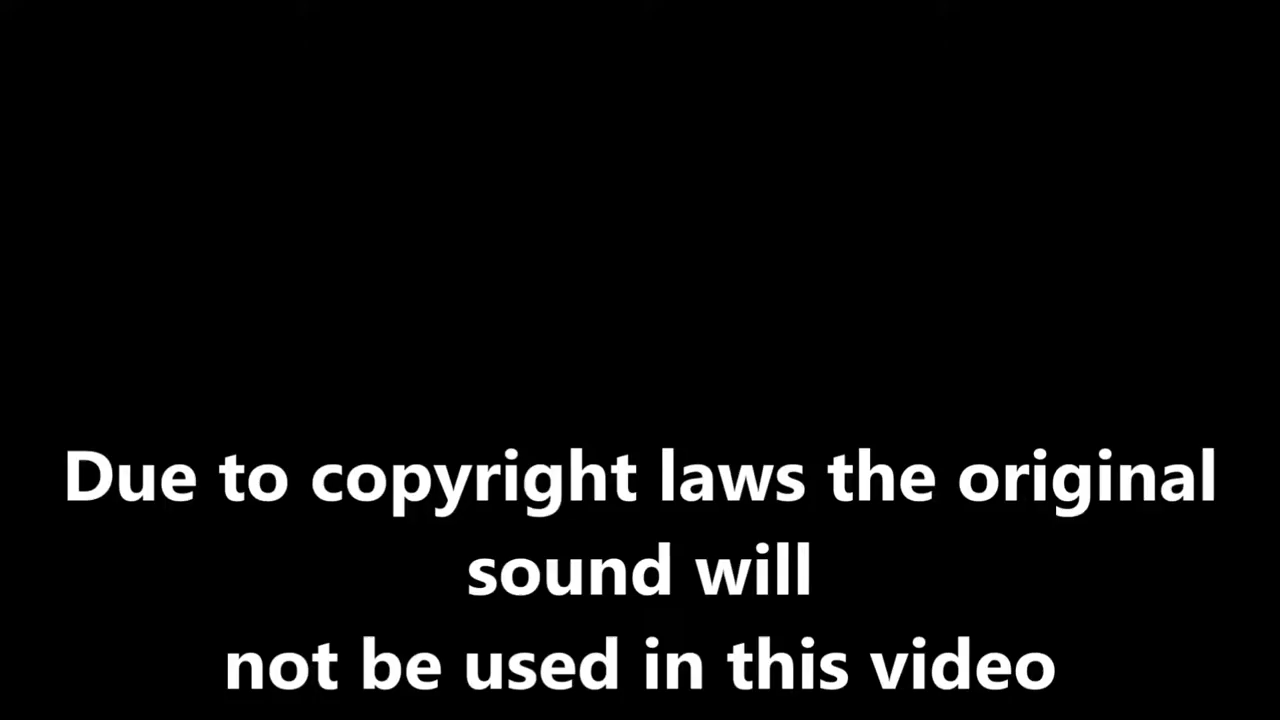 Due to copyright laws the original
sound will
not be used in this video